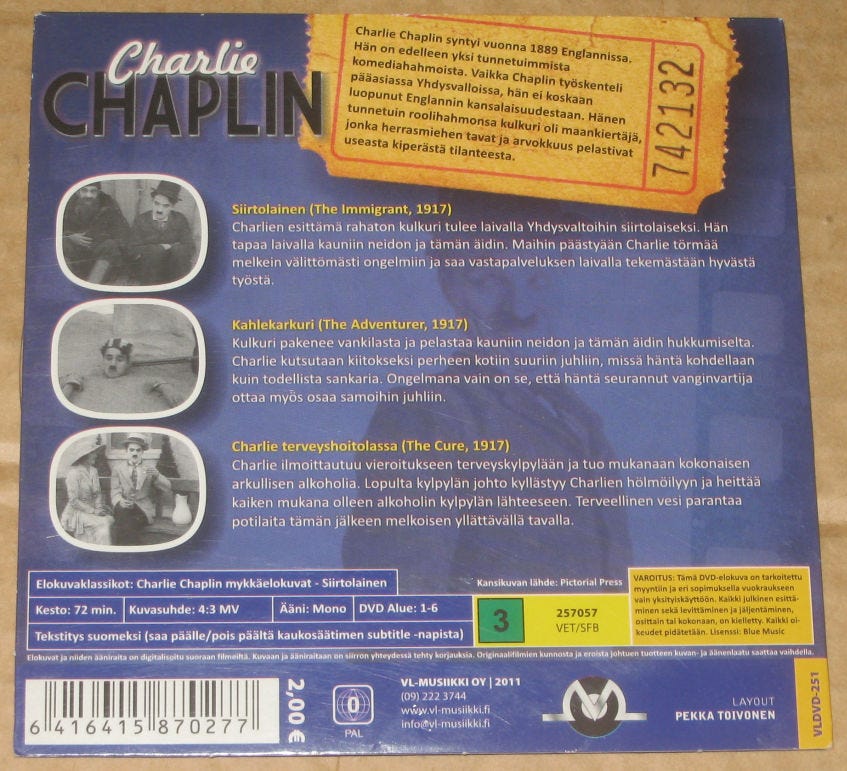 Charlie
CHAPLIN
Charlie Chaplin syntyi vuonna 1889 Englannissa.
Hän on edelleen yksi tunnetuimmista
komediahahmoista. Vaikka Chaplin työskenteli
pääasiassa Yhdysvalloissa, hän ei koskaan
luopunut Englannin kansalaisuudestaan. Hänen
tunnetuin roolihahmonsa kulkuri oli maankiertäjä,
jonka herrasmiehen tavat ja arvokkuus pelastivat
useasta kiperästä tilanteesta.
742132
Siirtolainen (The Immigrant, 1917)
Charlien esittämä rahaton kulkuri tulee laivalla Yhdysvaltoihin siirtolaiseksi. Hän
tapaa laivalla kauniin neidon ja tämän äidin. Maihin päästyään Charlie törmää
melkein välittömästi ongelmiin ja saa vastapalveluksen laivalla tekemästään hyvästä
työstä.
Kahlekarkuri (The Adventurer, 1917)
Kulkuri pakenee vankilasta ja pelastaa kauniin neidon ja tämän äidin hukkumiselta.
Charlie kutsutaan kiitokseksi perheen kotiin suuriin juhliin, missä häntä kohdellaan
kuin todellista sankaria. Ongelmana vain on se, että häntä seurannut vanginvartija
ottaa myös osaa samoihin juhliin.
Charlie terveyshoitolassa (The Cure, 1917)
Charlie ilmoittautuu vieroitukseen terveyskylpylään ja tuo mukanaan kokonaisen
arkullisen alkoholia. Lopulta kylpylän johto kyllästyy Charlien hölmöilyyn ja heittää
kaiken mukana olleen alkoholin kylpylän lähteeseen. Terveellinen vesi parantaa
potilaita tämän jälkeen melkoisen yllättävällä tavalla.
Elokuvaklassikot: Charlie Chaplin mykkäelokuvat - Siirtolainen
Kansikuvan lähde: Pictorial Press
Kesto: 72 min. Kuvasuhde: 4:3 MV Ääni: Mono DVD Alue: 1-6
Tekstitys suomeksi (saa päälle/pois päältä kaukosäätimen subtitle -napista)
3
257057
VET/SFB
VAROITUS: Tämä DVD-elokuva on tarkoitettu
myyntiin ja eri sopimuksella vuokraukseen
vain yksityiskäyttöön. Kaikki julkinen esittä-
minen sekä levittäminen ja jäljentäminen,
osittain tai kokonaan, on kielletty. Kaikki oi-
keudet pidätetään. Lisenssi: Blue Music
Elokuvat ja niiden ääniraita on digitalisoitu suoraan filmeiltä. Kuvaan ja ääniraitaan on siirron yhteydessä tehty korjauksia. Originaalifilmien kunnosta ja eroista johtuen tuotteen kuvan- ja äänenlaatu saattaa vaihdella.
6 416415 870277
2,00 €
0
PAL
VL-MUSIIKKI OY | 2011
(09) 222 3744
www.vl-musiikki.fi
info@vl-musiikki.fi
LAYOUT
PEKKA TOIVONEN
VLDVD-251